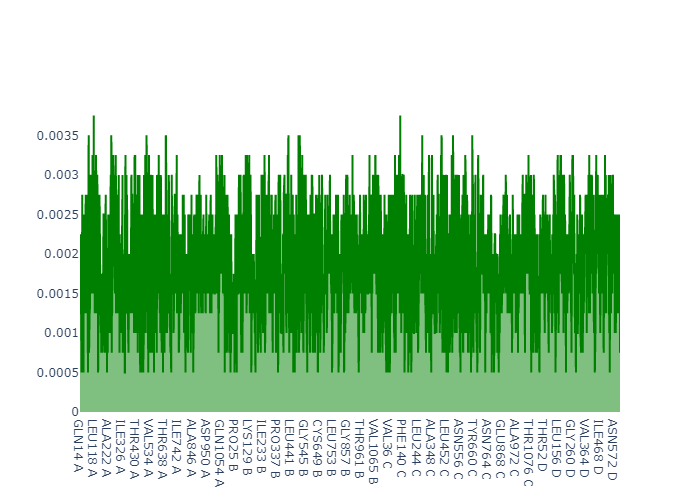 0.0035
0.003
0.0025
0.002
0.0015
0.001
0.0005
0
GLN14 A
LEU118 A
ALA222 A
ILE326 A
THR430 A
VAL534 A
THR638 A
ILE742 A
ALA846 A
ASP950 A
GLN1054 A
PRO25 B
LYS129 B
ILE233 B
PRO337 B
LEU441 B
GLY545 B
CYS649 B
LEU753 B
GLY857 B
THR961 B
VAL1065 B
VAL36 C
PHE140 C
LEU244 C
ALA348 C
LEU452 C
ASN556 C
TYR660 C
ASN764 C
GLU868 C
ALA972 C
THR1076 C
THR52 D
LEU156 D
GLY260 D
VAL364 D
ILE468 D
ASN572 D